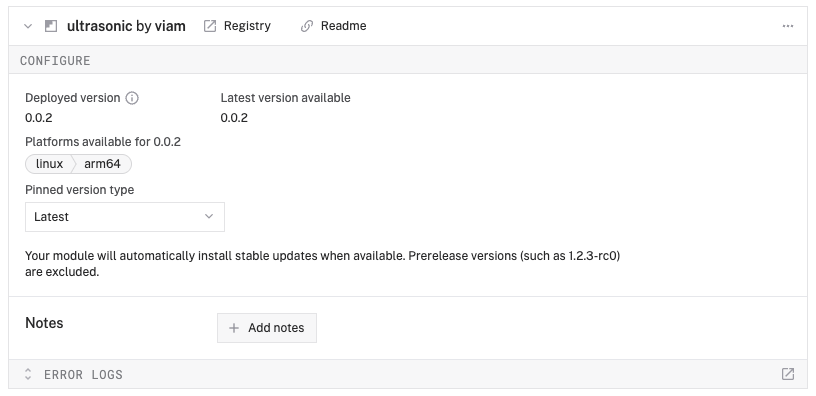 ultrasonic by viam Registry Readme
CONFIGURE
Deployed version Latest version available
0.0.2 0.0.2
Platforms available for 0.0.2
linux arm64
Pinned version type
Latest
Your module will automatically install stable updates when available. Prerelease versions (such as 1.2.3-rc0)
are excluded.
Notes + Add notes
ERROR LOGS